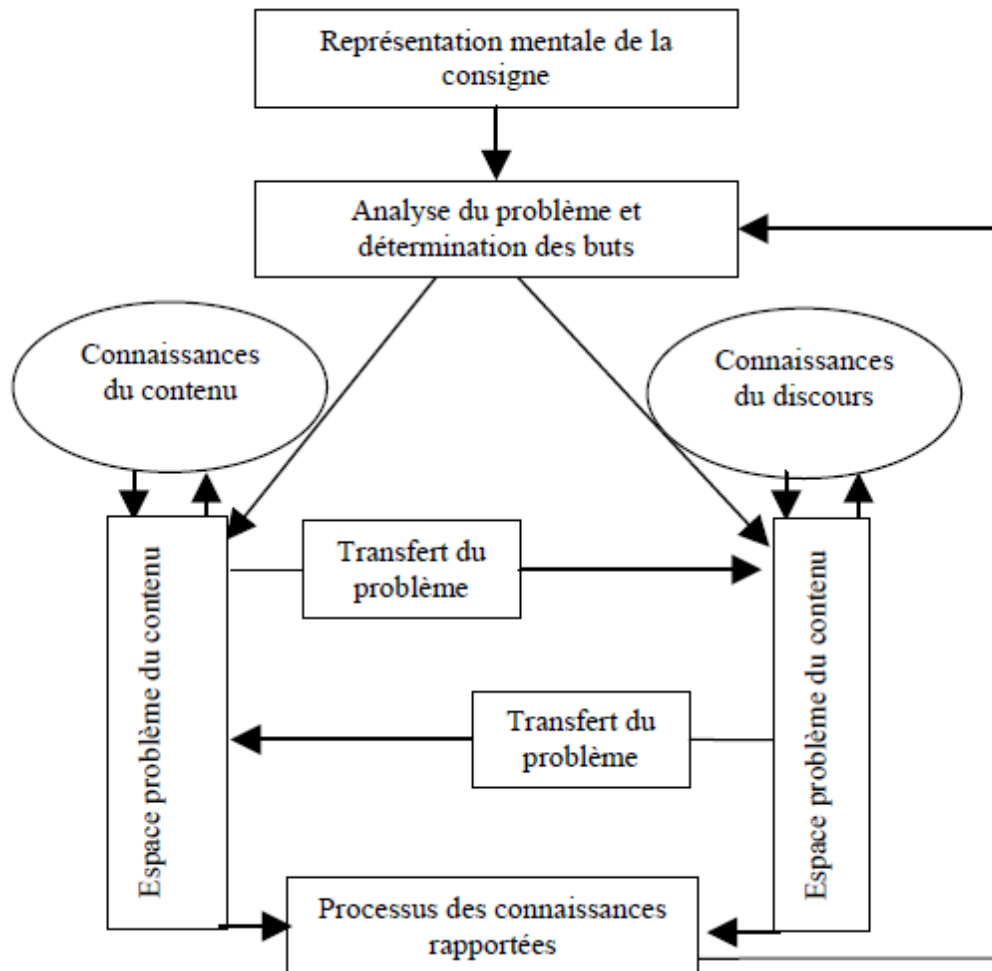 Représentation mentale de la
consigne
Analyse du problème et
détermination des buts
Connaissances
du contenu
Connaissances
du discours
Espace problème du contenu
Transfert du
problème
Espace problème du contenu
Transfert du
problème
Processus des connaissances
rapportées